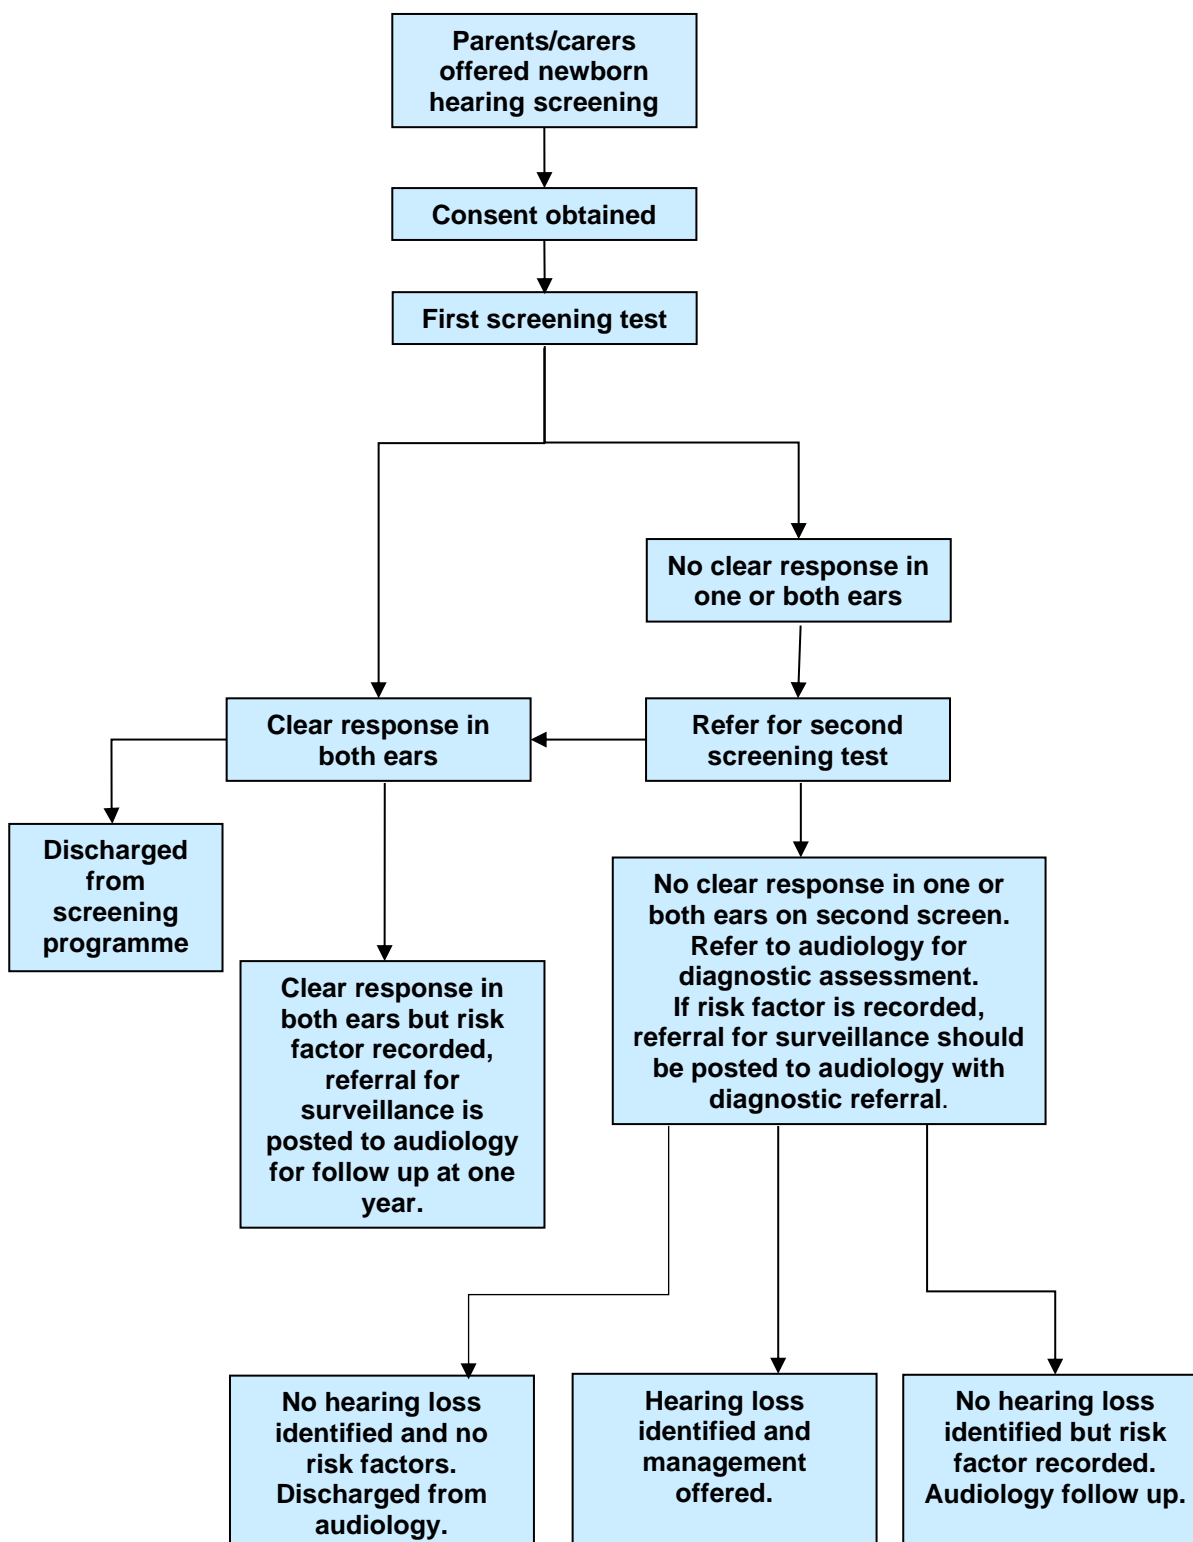 Parents/carers
offered newborn
hearing screening
Consent obtained
First screening test
No clear response in
one or both ears
Clear response in
both ears
Refer for second
screening test
Discharged
from
screening
programme
No clear response in one or
both ears on second screen.
Refer to audiology for
diagnostic assessment.
If risk factor is recorded,
referral for surveillance should
be posted to audiology with
diagnostic referral.
Clear response in
both ears but risk
factor recorded,
referral for
surveillance is
posted to audiology
for follow up at one
year.
No hearing loss
identified and no
risk factors.
Discharged from
audiology.
Hearing loss
identified and
management
offered.
No hearing loss
identified but risk
factor recorded.
Audiology follow up.